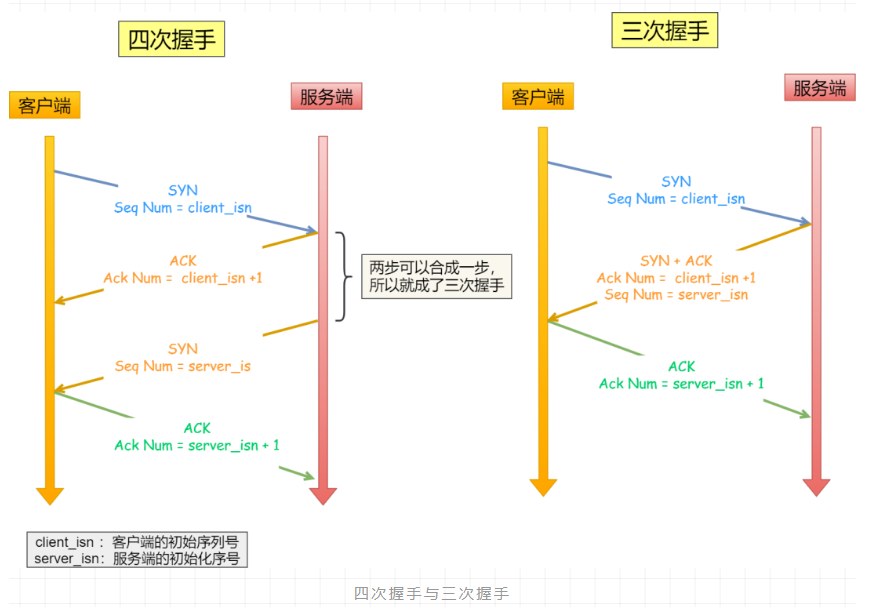 四次握手
客户端
服务端
SYN
Seq Num = client_isn
ACK
Ack Num = client_isn +1
两步可以合成一步，
所以就成了三次握手
SYN
Seq Num = server_is
ACK
Ack Num = server_isn + 1
client_isn ：客户端的初始序列号
server_isn：服务端的初始化序号
三次握手
客户端
服务端
SYN
Seq Num = client_isn
SYN + ACK
Ack Num = client_isn +1
Seq Num = server_isn
ACK
Ack Num = server_isn + 1
四次握手与三次握手